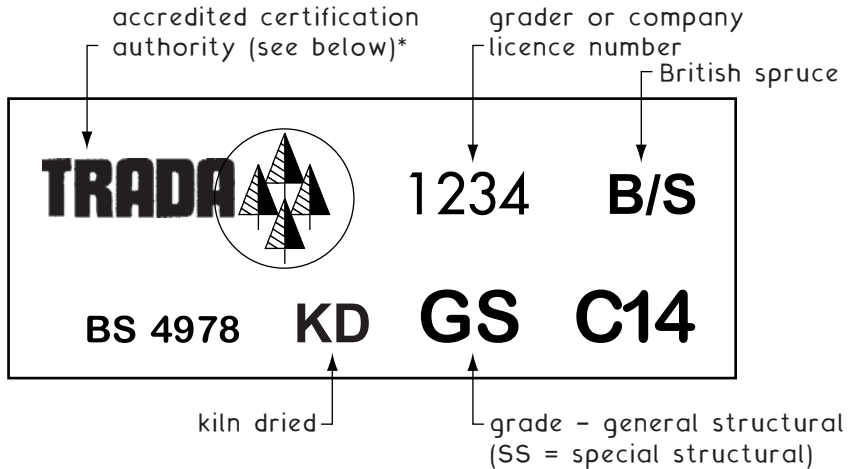 accredited certification
authority (see below)*
grader or company
licence number
British spruce
TRADA
1234
B/S
BS 4978
KD
GS
C14
kiln dried
grade – general structural
(SS = special structural)